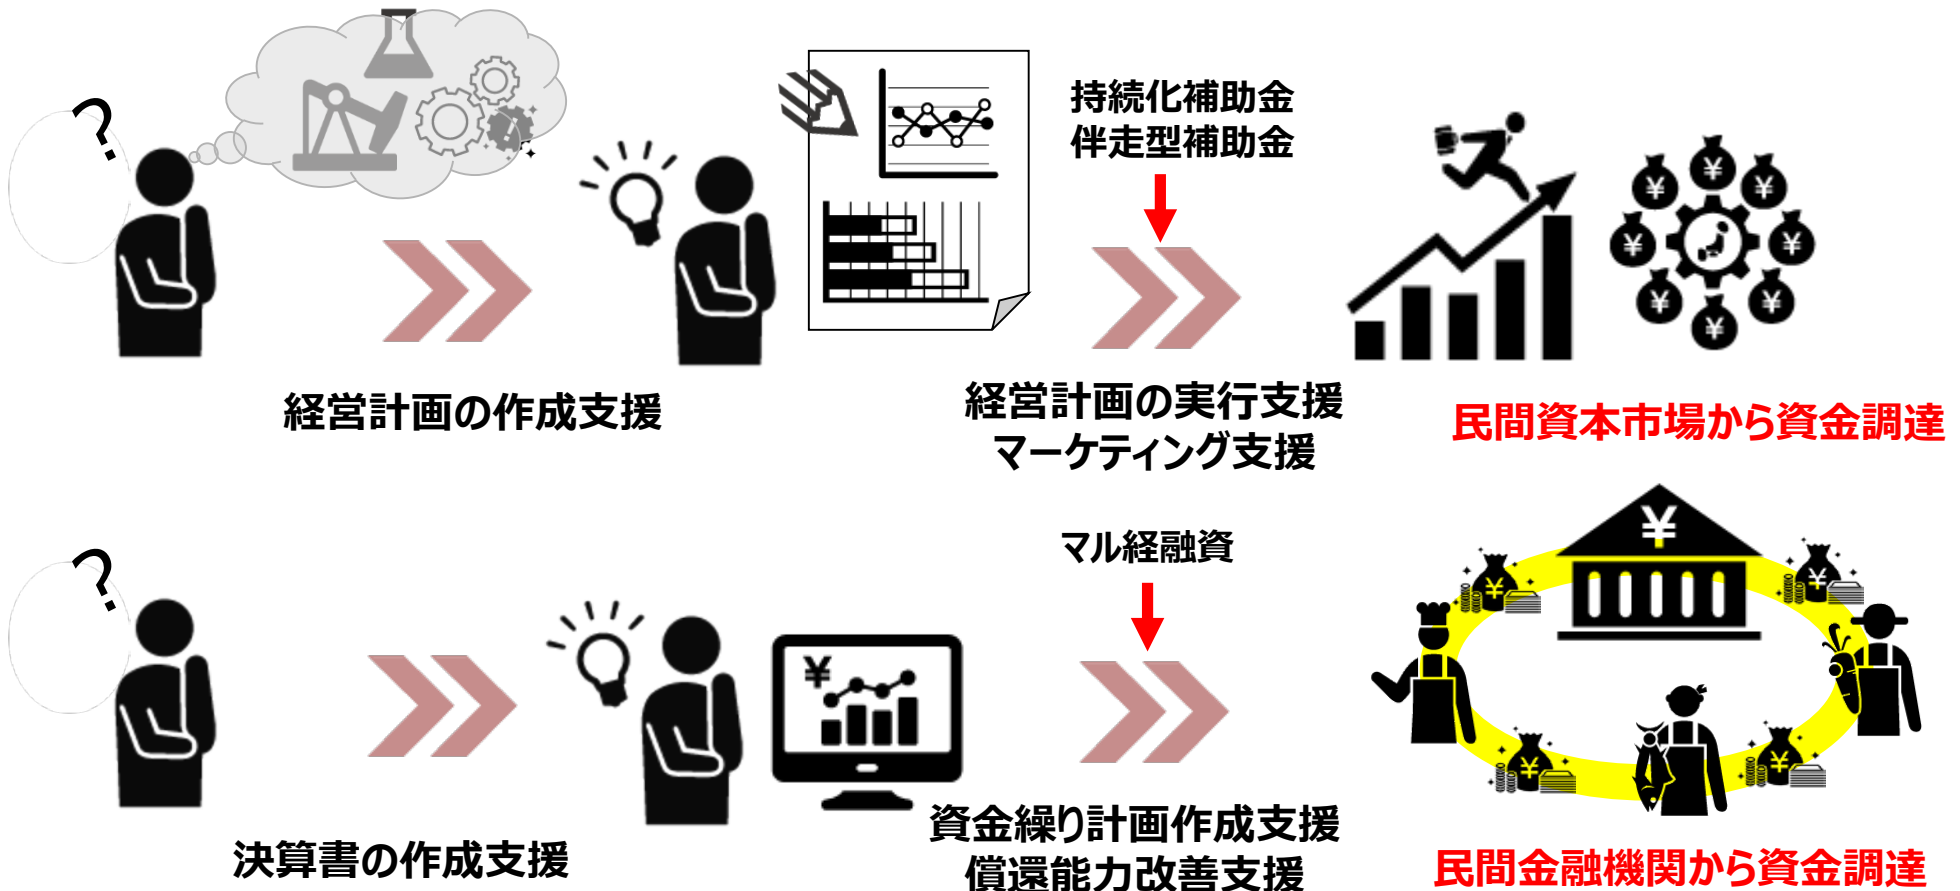 ?
持続化補助金
伴走型補助金
¥
¥
¥
¥
¥
¥
¥
¥
経営計画の作成支援
経営計画の実行支援
マーケティング支援
民間資本市場から資金調達
?
マル経融資
¥
¥
¥
¥
¥
¥
決算書の作成支援
資金繰り計画作成支援
償還能力改善支援
民間金融機関から資金調達